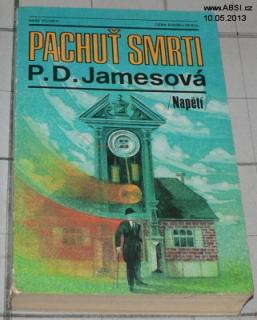 www.ABSI.cz
10.05.2013
PACHUŤ SMRTI
P.D. Jamesová
Napětí